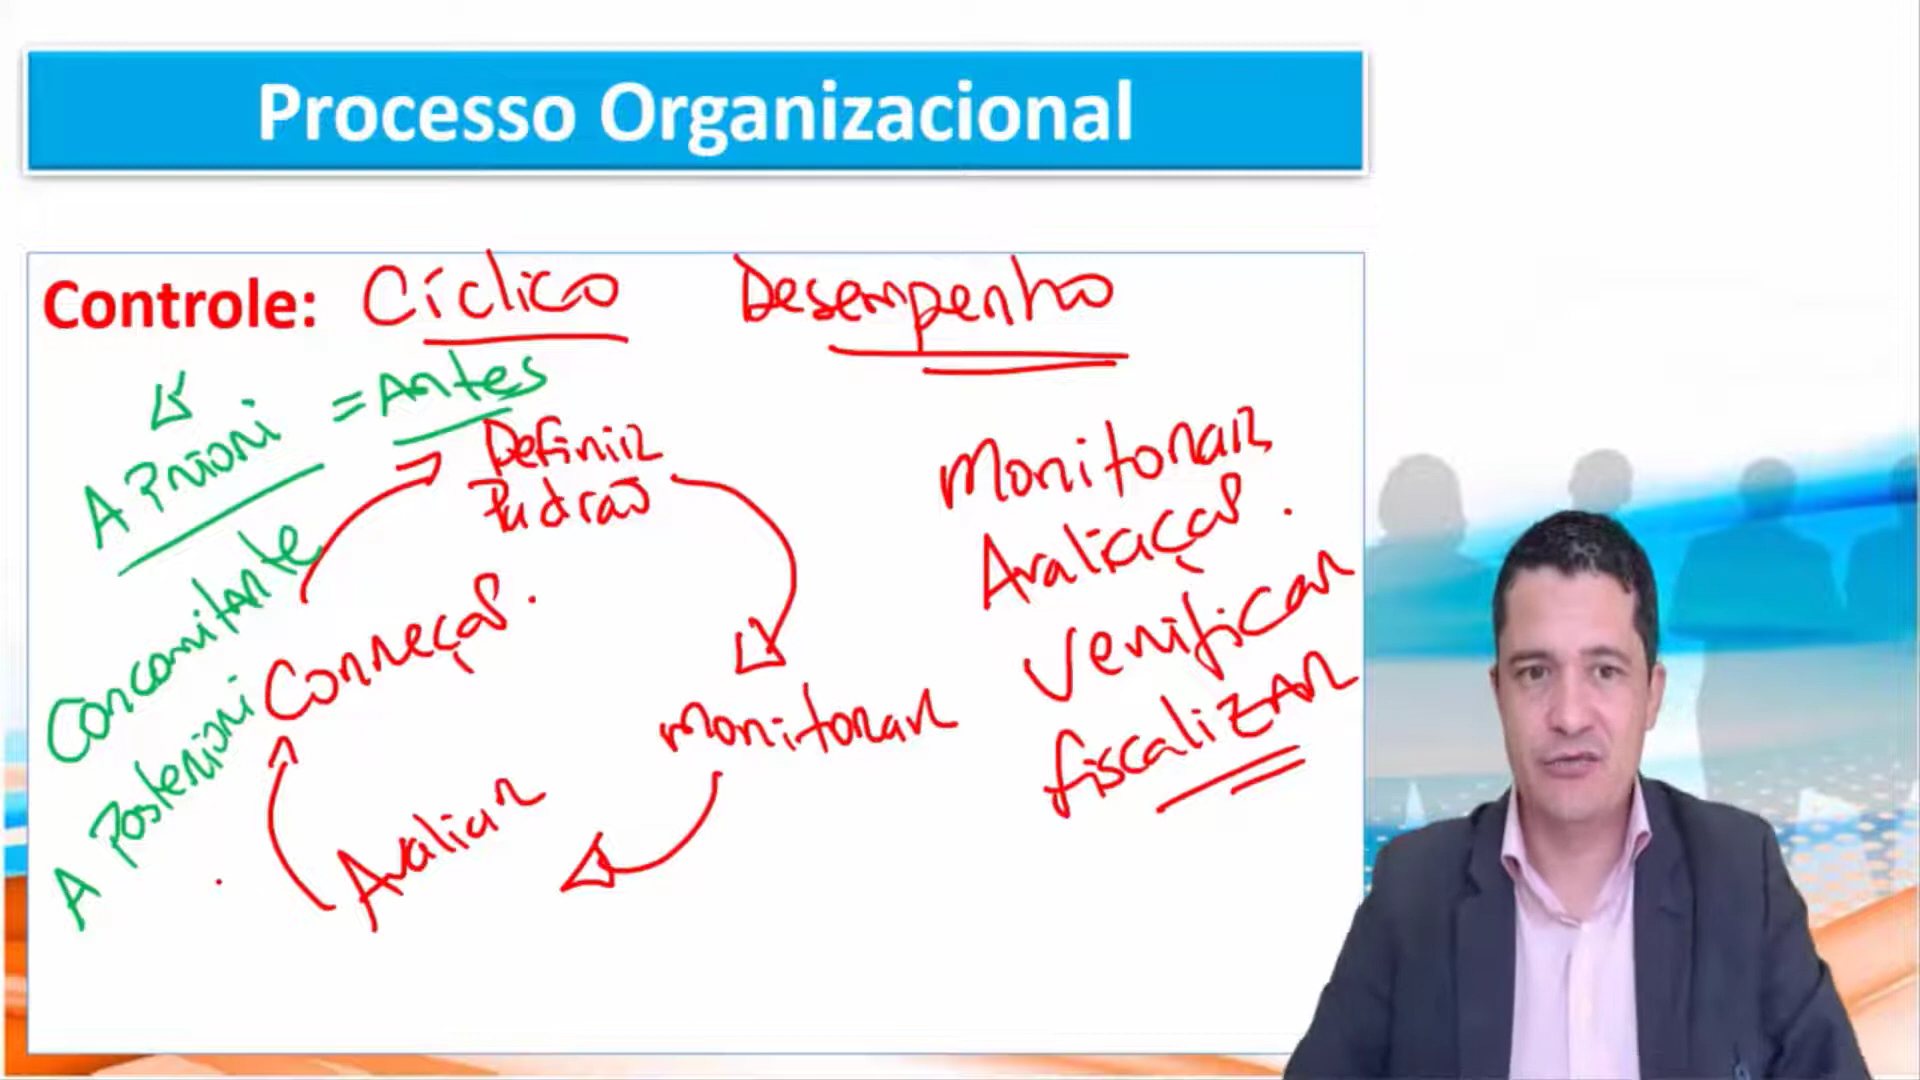 Processo Organizacional
Controle: Cíclico Desempenho
A Priori = Antes
Concomitante
A Posteriori
Definir
Padrão
Monitorar
Avaliar
Correção.
Monitorar
Avaliação.
Verificar
fiscalizar